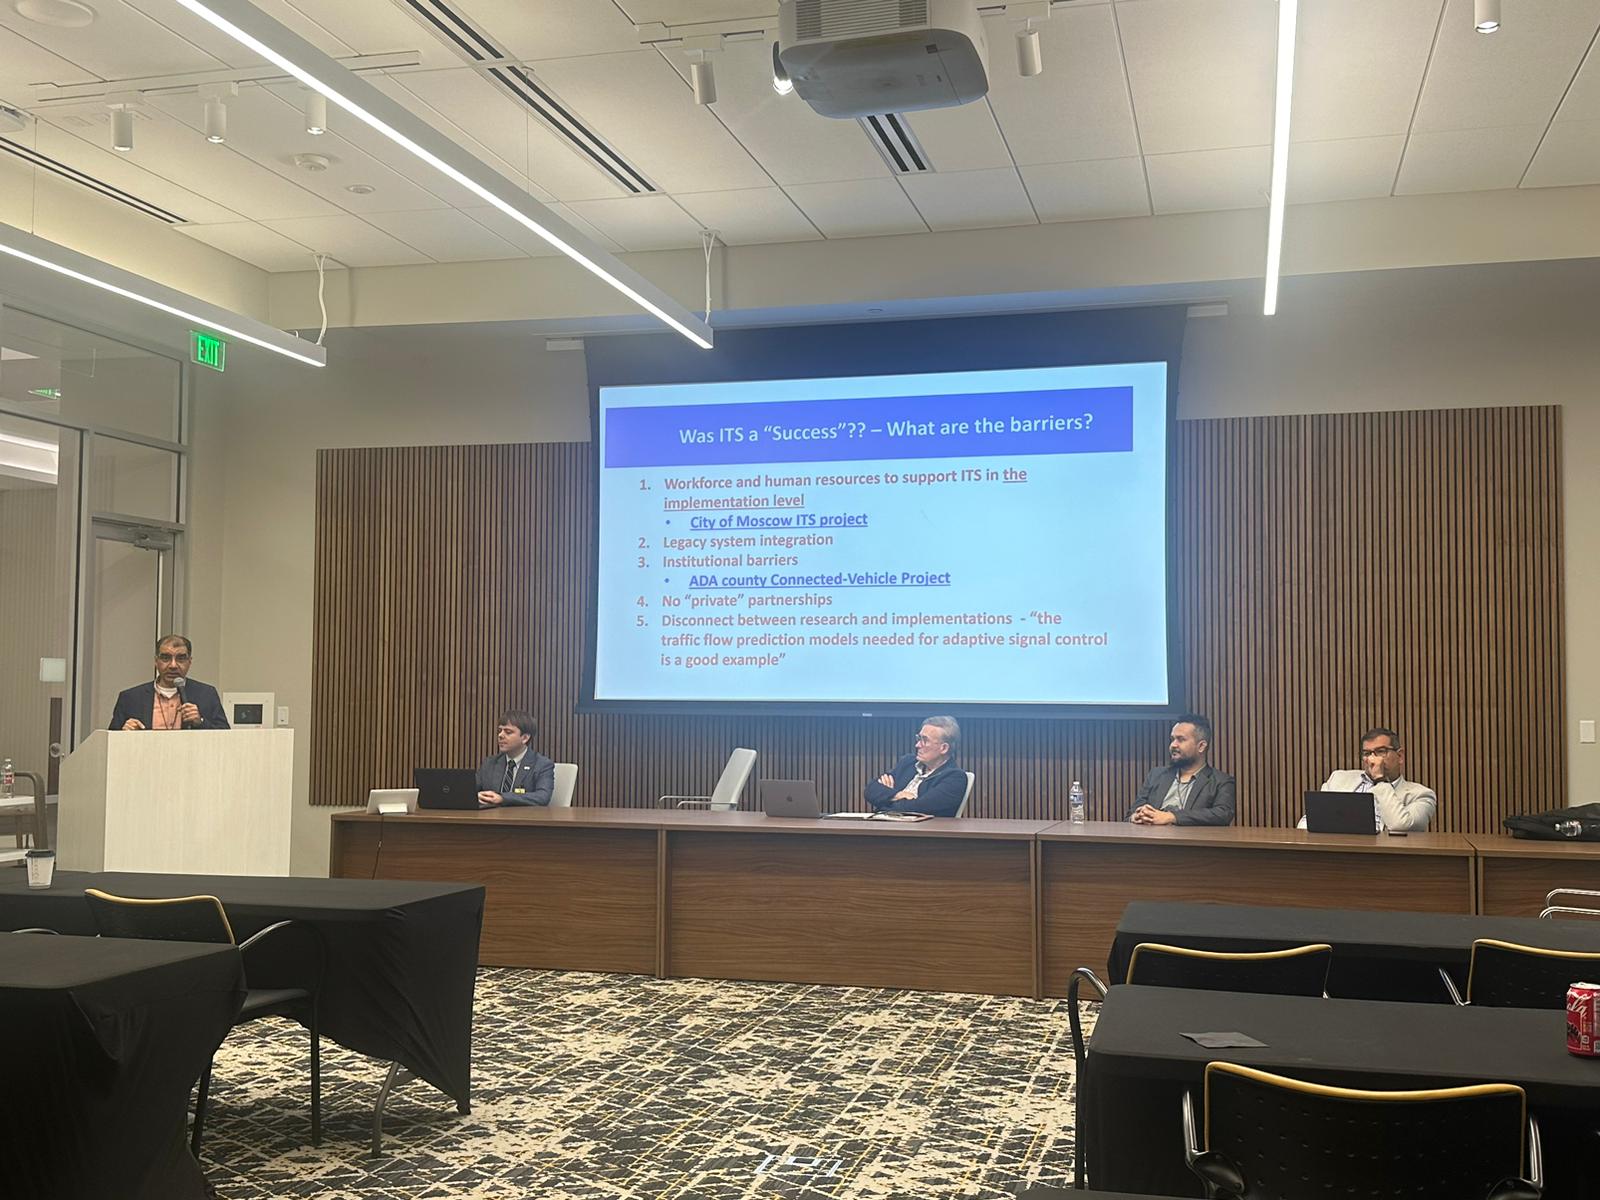 EXIT
Was ITS a “Success”?? – What are the barriers?
1. Workforce and human resources to support ITS in the
implementation level
• City of Moscow ITS project
2. Legacy system integration
3. Institutional barriers
• ADA county Connected-Vehicle Project
4. No “private” partnerships
5. Disconnect between research and implementations - “the
traffic flow prediction models needed for adaptive signal control
is a good example”